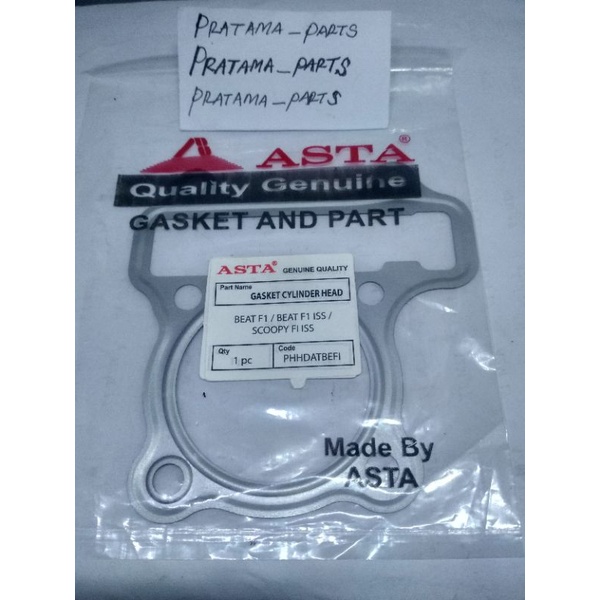 PRATAMA_PARTS
PRATAMA_PARTS
PRATAMA_PARTS
ASTA®
Quality Genuine
GASKET AND PART
ASTA® GENUINE QUALITY
Part Name
GASKET CYLINDER HEAD
BEAT F1 / BEAT F1 ISS /
SCOOPY FI ISS
Qty
1 pc
Code
PHHDATBEFI
Made By
ASTA